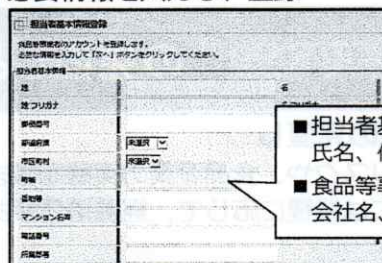 担当者基本情報登録
食品等事業者のアカウントを登録します。
必要な情報を入力して「次へ」ボタンをクリックしてください。
担当者基本情報
姓
名
姓フリガナ
郵便番号
都道府県
未選択
市区町村
未選択
町域
番地等
マンション名等
電話番号
所属部署
■担当者基
氏名、
■食品等事
会社名、